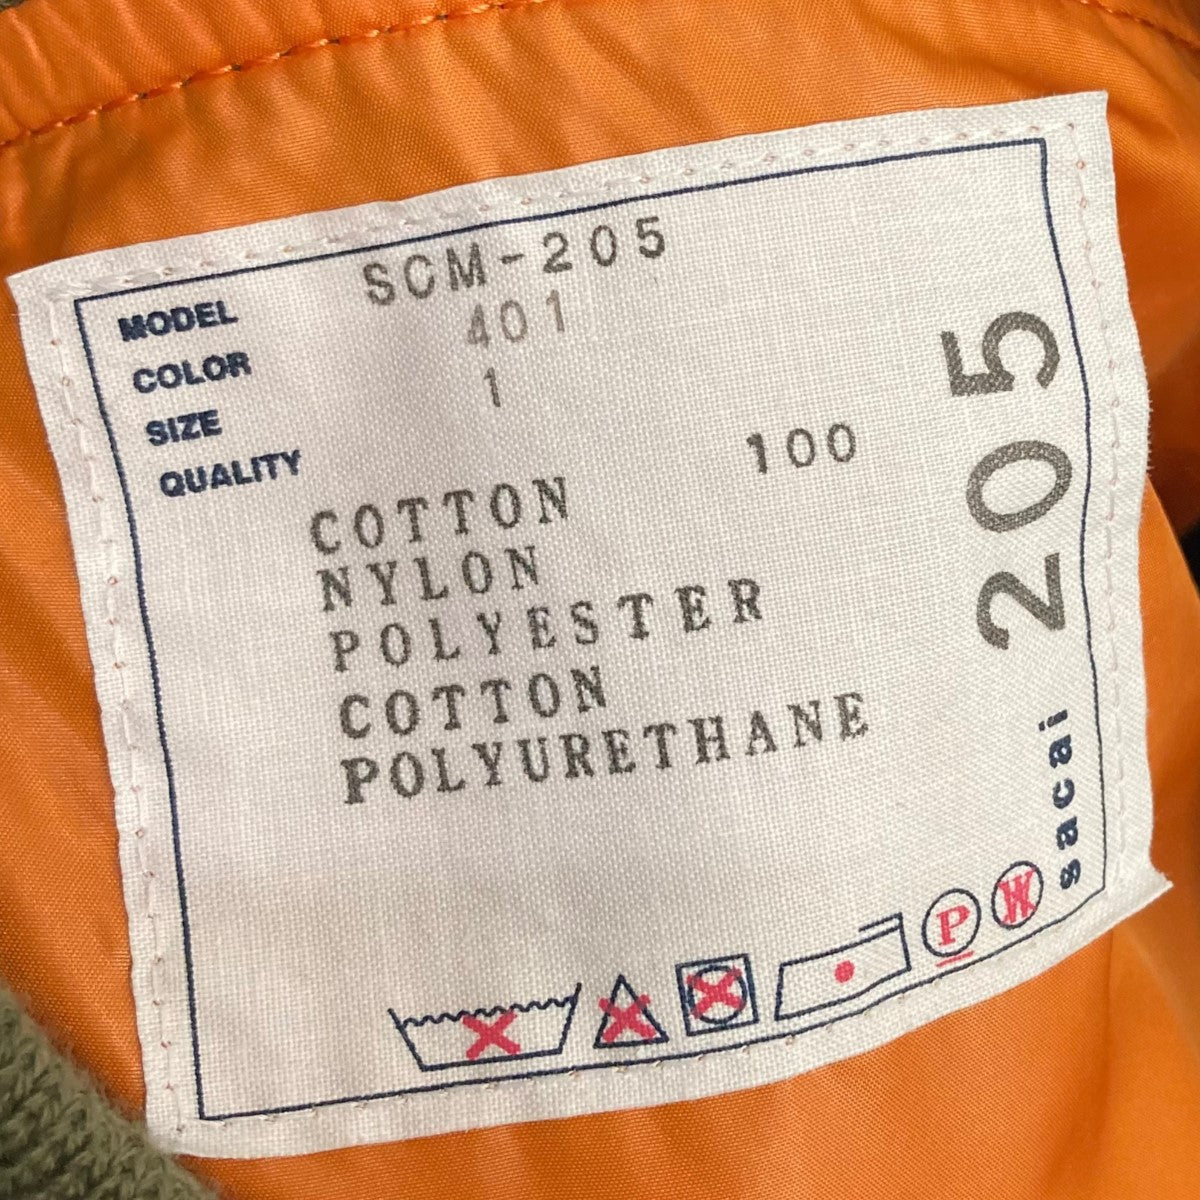 MODEL SCM-205
COLOR 401
SIZE 1
QUALITY
COTTON 100
NYLON
POLYESTER
COTTON
POLYURETHANE
205
sacai
P
W